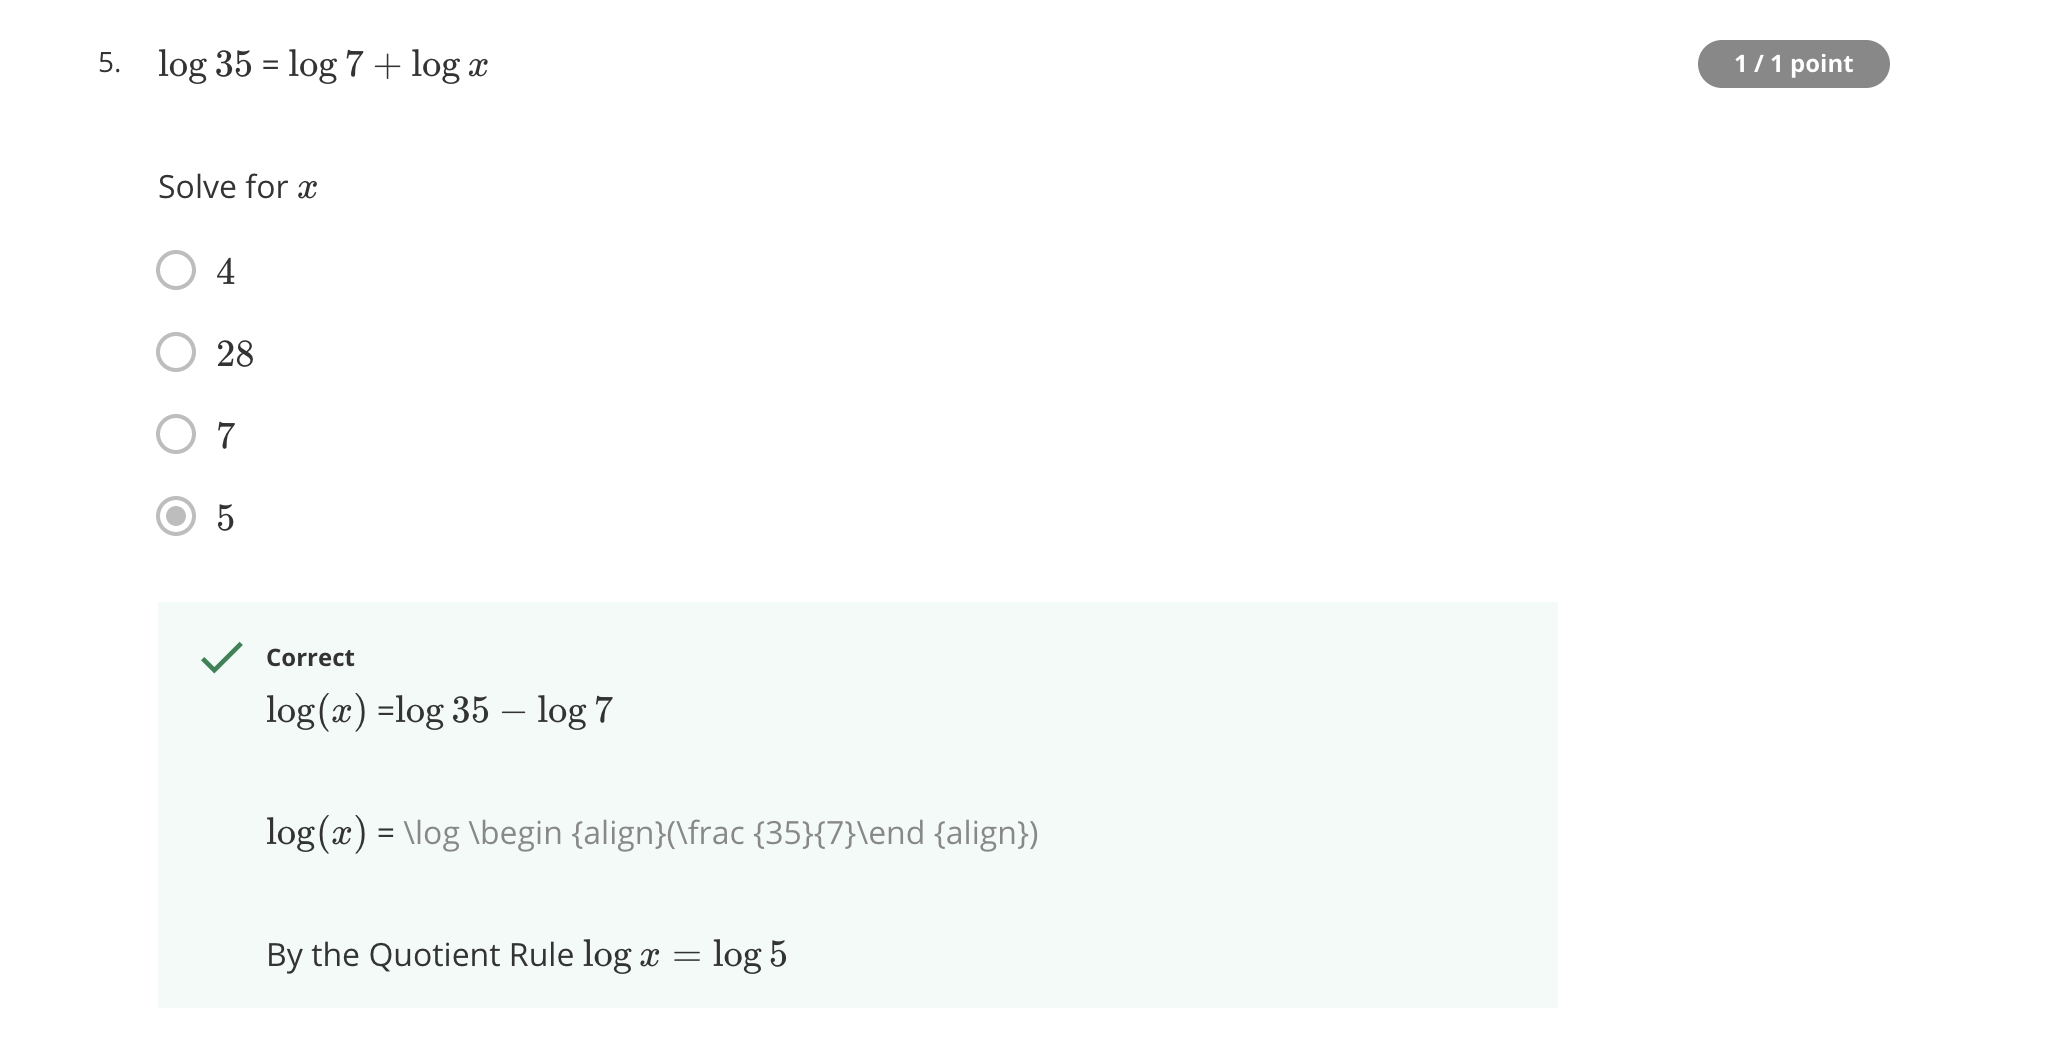 5. log 35 = log 7 + log x
1 / 1 point
Solve for x
4
28
7
5
Correct
log(x) =log 35 − log 7
log(x) = \log \begin {align}(\frac {35}{7}\end {align})
By the Quotient Rule log x = log 5